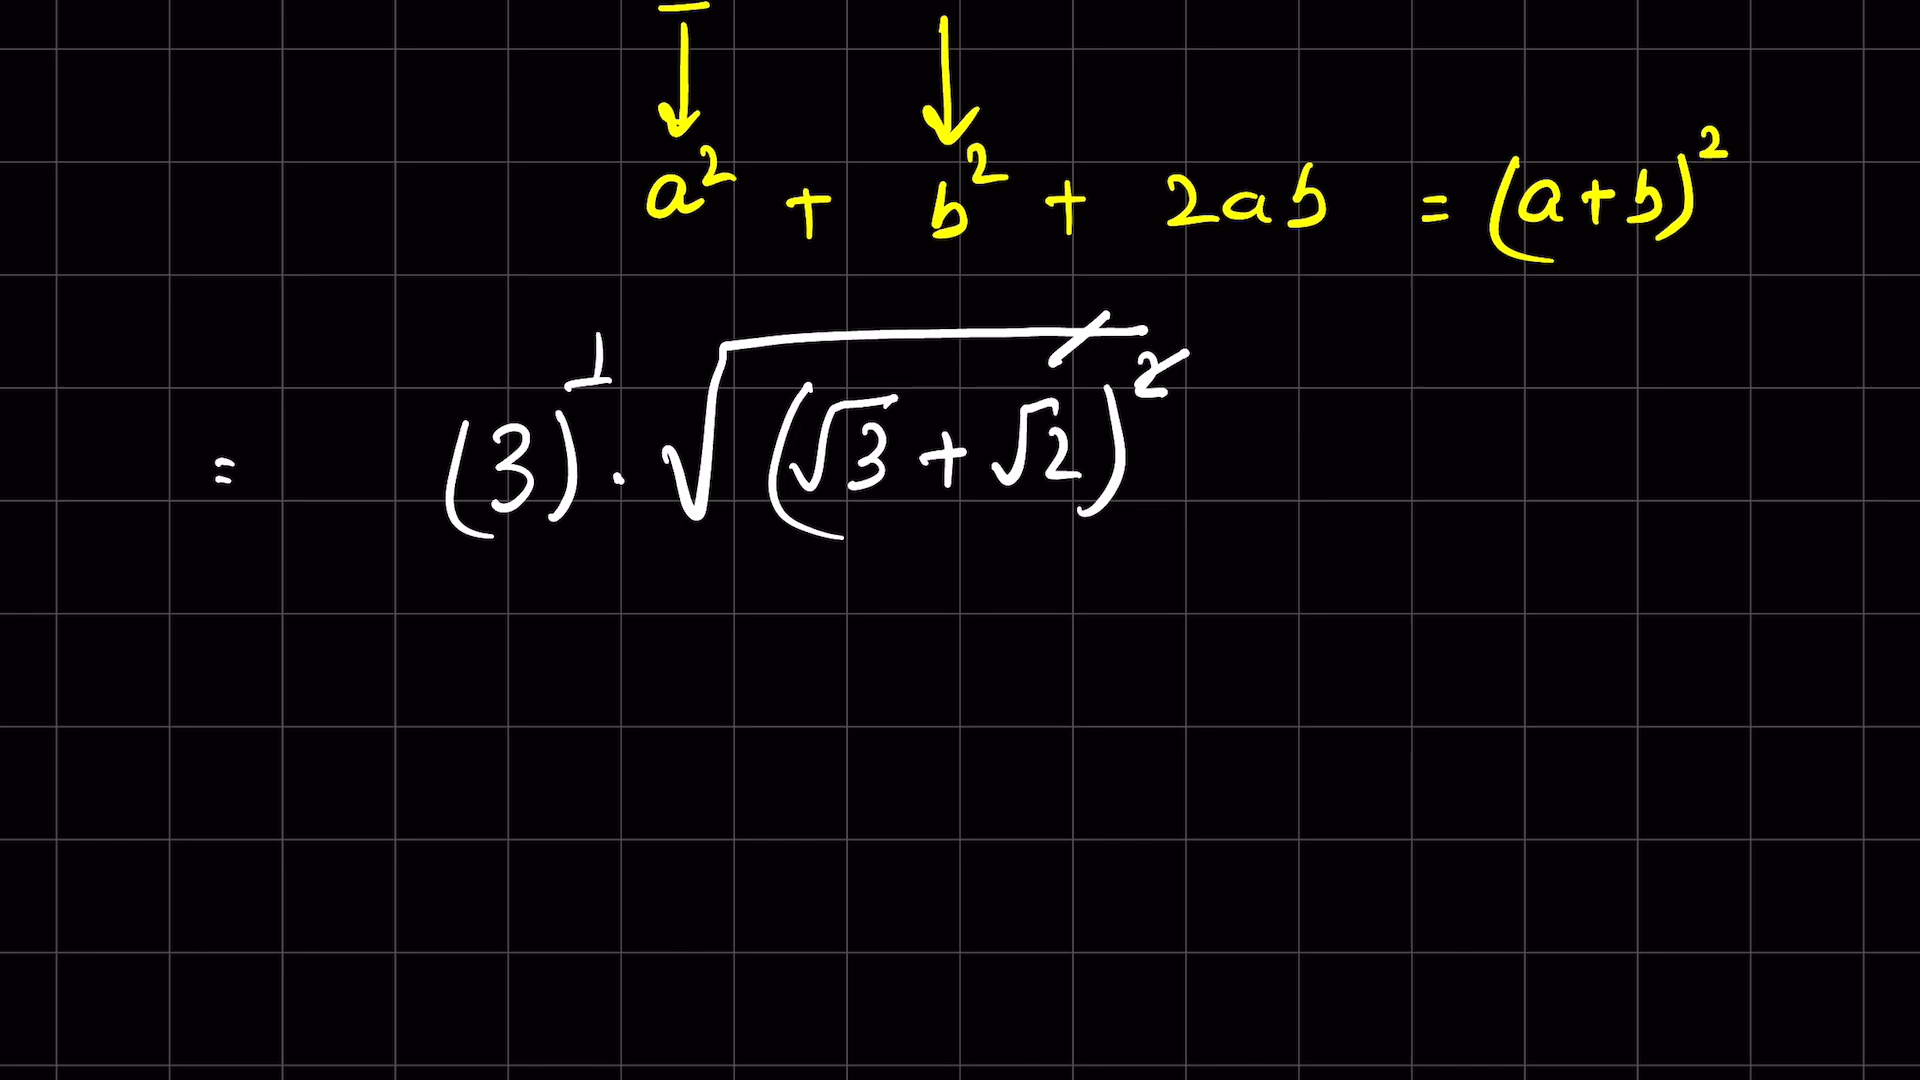 a² + b² + 2ab = (a+b)²
= (3)¹ · √(√3 + √2)²